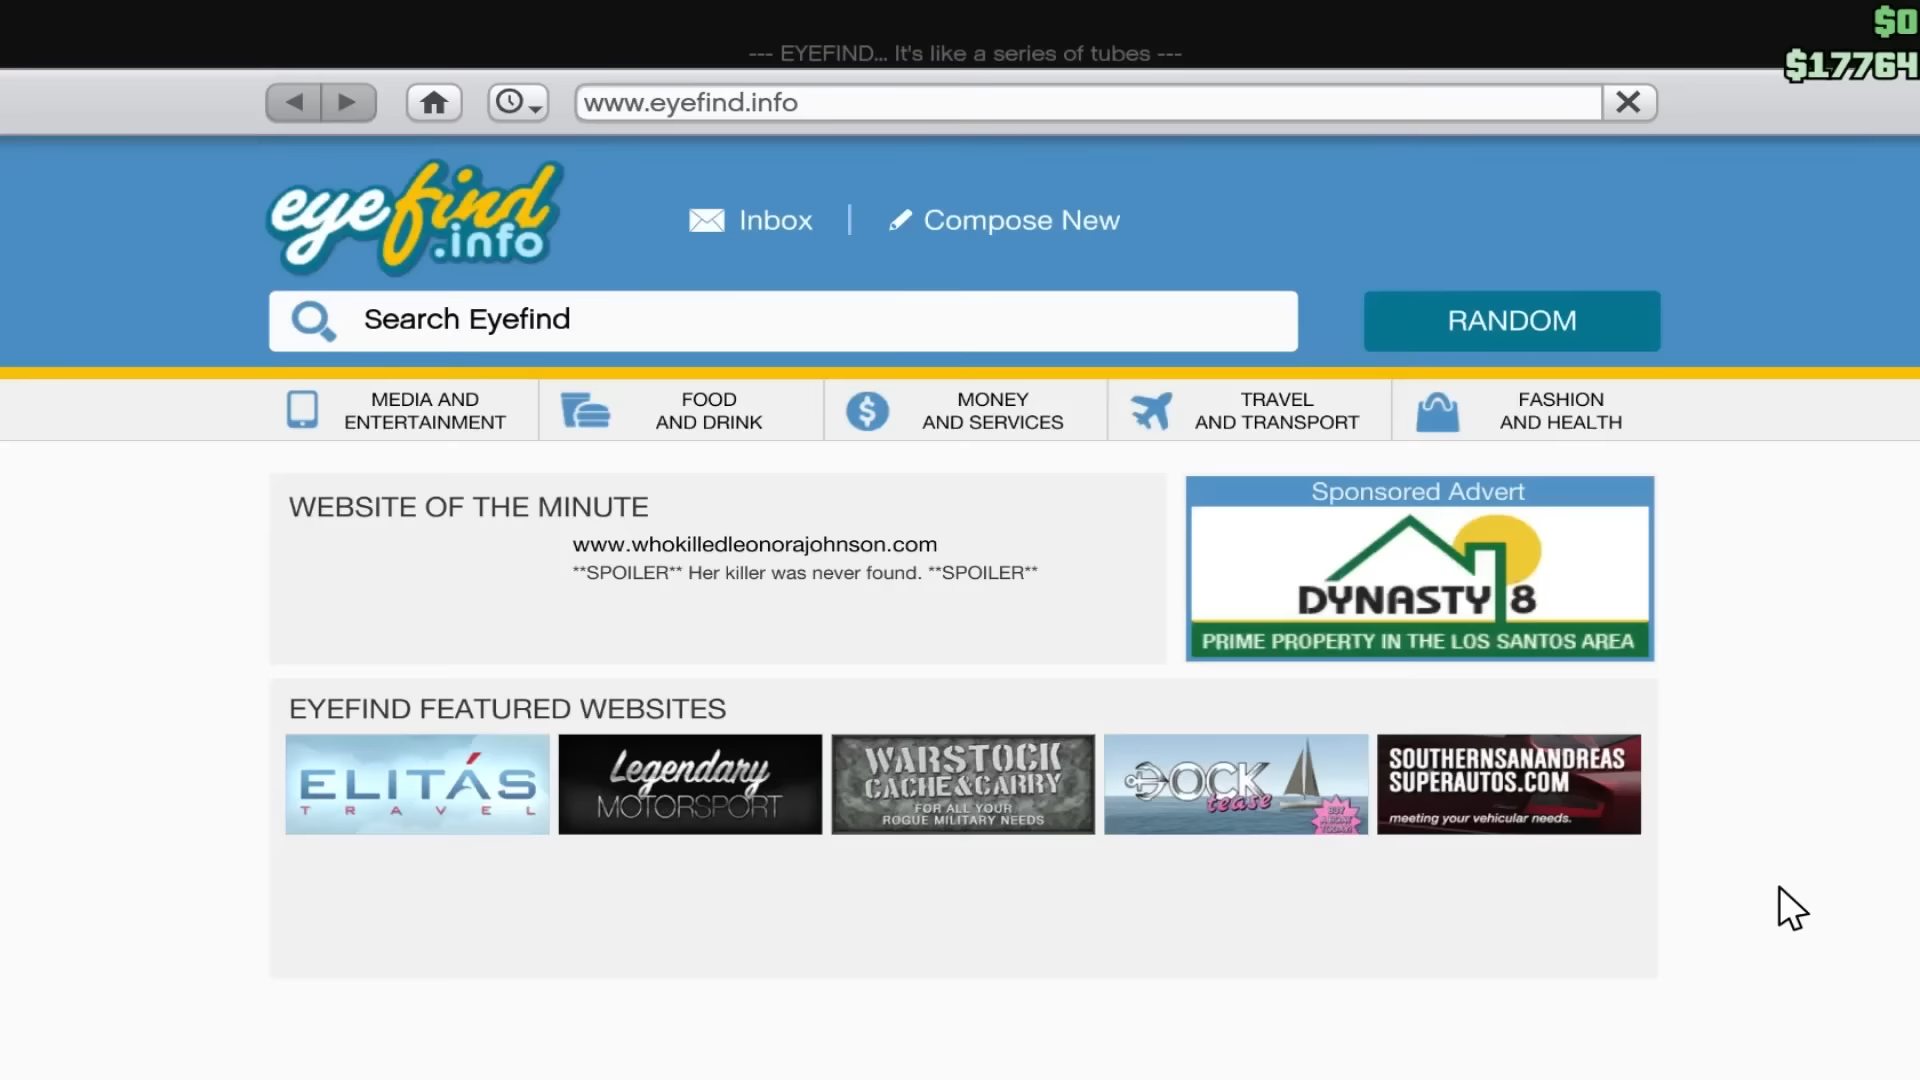 $0
--- EYEFIND... It's like a series of tubes ---
$17764
www.eyefind.info
eyefind
.info
Inbox
Compose New
Search Eyefind
RANDOM
MEDIA AND
ENTERTAINMENT
FOOD
AND DRINK
MONEY
AND SERVICES
TRAVEL
AND TRANSPORT
FASHION
AND HEALTH
WEBSITE OF THE MINUTE
www.whokilledleonorajohnson.com
**SPOILER** Her killer was never found. **SPOILER**
Sponsored Advert
DYNASTY 8
PRIME PROPERTY IN THE LOS SANTOS AREA
EYEFIND FEATURED WEBSITES
ELITÁS
TRAVEL
Legendary
MOTORSPORT
WARSTOCK
CACHE&CARRY
FOR ALL YOUR
ROGUE MILITARY NEEDS
DOCK
tease
BUY
A BOAT
TODAY!
SOUTHERNSANANDREAS
SUPERAUTOS.COM
meeting your vehicular needs.